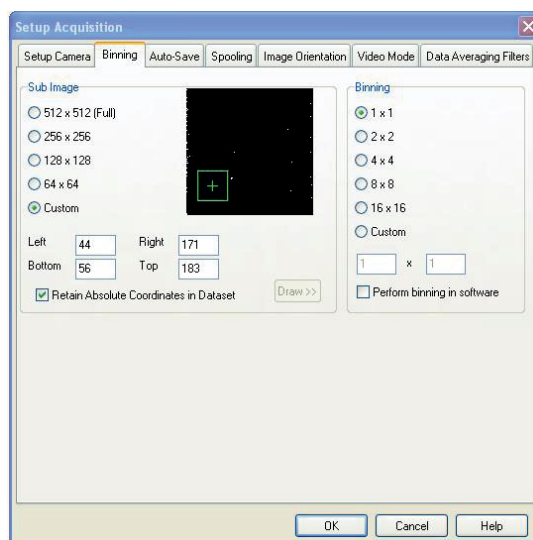 Setup Acquisition
Setup Camera Binning Auto-Save Spooling Image Orientation Video Mode Data Averaging Filters
Sub Image
512 x 512 (Full)
256 x 256
128 x 128
64 x 64
Custom
Left 44 Right 171
Bottom 56 Top 183
Retain Absolute Coordinates in Dataset
Draw >>
Binning
1 x 1
2 x 2
4 x 4
8 x 8
16 x 16
Custom
1 x 1
Perform binning in software
OK Cancel Help